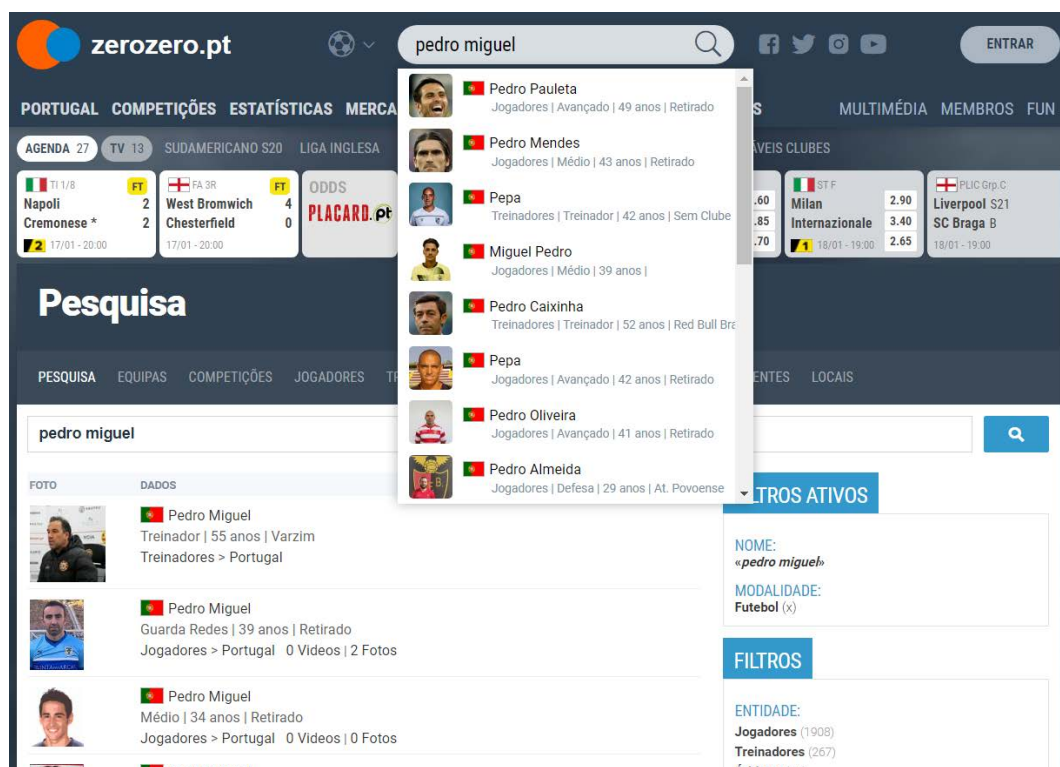 zerozero.pt
pedro miguel
ENTRAR
PORTUGAL COMPETIÇÕES ESTATÍSTICAS MERCA
MULTIMÉDIA MEMBROS FUN
AGENDA 27 TV 13 SUDAMERICANO S20 LIGA INGLESA
ÁVEIS CLUBES
TI 1/8 FT
Napoli 2
Cremonese * 2
2 17/01 - 20:00
FA 3R FT
West Bromwich 4
Chesterfield 0
17/01 - 20:00
ODDS
PLACARD.pt
.60
.85
.70
ST F
Milan 2.90
Internazionale 3.40
1 18/01 - 19:00 2.65
PLIC Grp.C
Liverpool S21
SC Braga B
18/01 - 19:00
Pedro Pauleta
Jogadores | Avançado | 49 anos | Retirado
Pedro Mendes
Jogadores | Médio | 43 anos | Retirado
Pepa
Treinadores | Treinador | 42 anos | Sem Clube
Miguel Pedro
Jogadores | Médio | 39 anos |
Pedro Caixinha
Treinadores | Treinador | 52 anos | Red Bull Bra
Pepa
Jogadores | Avançado | 42 anos | Retirado
Pedro Oliveira
Jogadores | Avançado | 41 anos | Retirado
Pedro Almeida
Jogadores | Defesa | 29 anos | At. Povoense
Pesquisa
PESQUISA EQUIPAS COMPETIÇÕES JOGADORES TR
ENTES LOCAIS
pedro miguel
FOTO DADOS
Pedro Miguel
Treinador | 55 anos | Varzim
Treinadores > Portugal
Pedro Miguel
Guarda Redes | 39 anos | Retirado
Jogadores > Portugal 0 Videos | 2 Fotos
Pedro Miguel
Médio | 34 anos | Retirado
Jogadores > Portugal 0 Videos | 0 Fotos
LTROS ATIVOS
NOME:
«pedro miguel»
MODALIDADE:
Futebol (x)
FILTROS
ENTIDADE:
Jogadores (1908)
Treinadores (267)